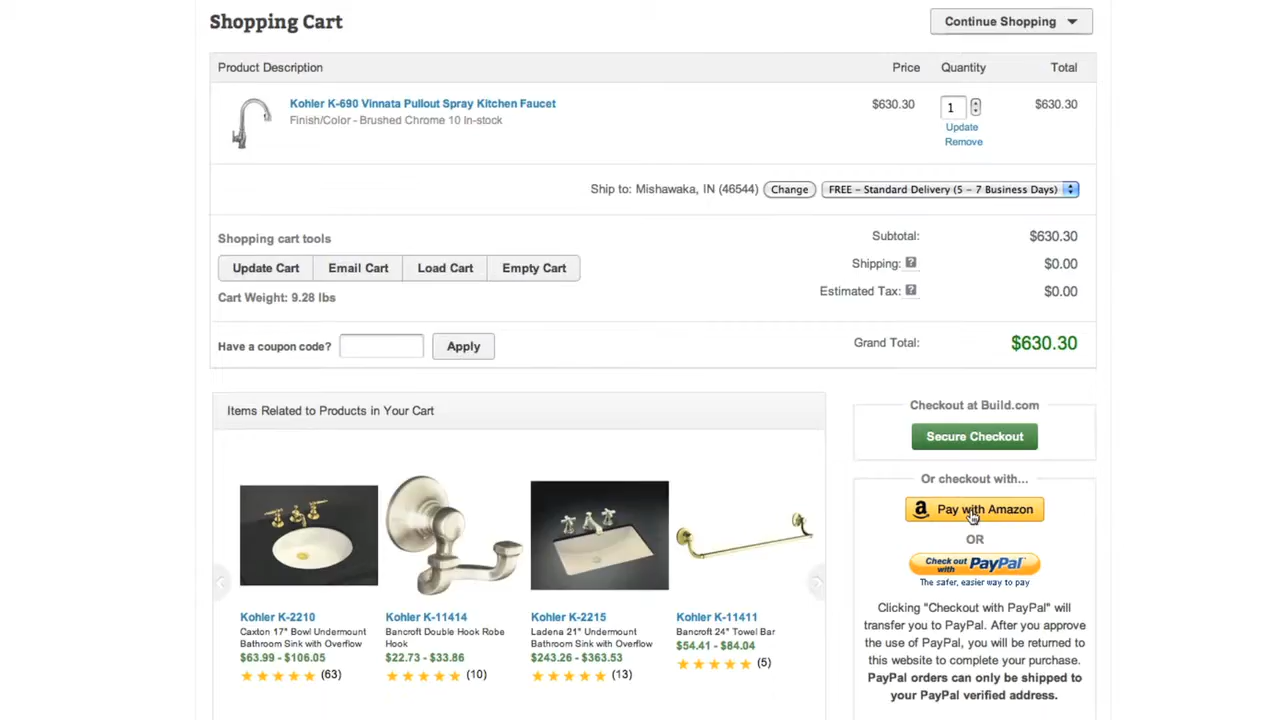 Shopping Cart
Continue Shopping
Product Description Price Quantity Total
Kohler K-690 Vinnata Pullout Spray Kitchen Faucet $630.30 1 $630.30
Finish/Color - Brushed Chrome 10 In-stock
Update
Remove
Ship to: Mishawaka, IN (46544) Change FREE - Standard Delivery (5 - 7 Business Days)
Shopping cart tools
Update Cart Email Cart Load Cart Empty Cart
Cart Weight: 9.28 lbs
Subtotal: $630.30
Shipping: ? $0.00
Estimated Tax: ? $0.00
Have a coupon code? Apply
Grand Total: $630.30
Items Related to Products in Your Cart
Kohler K-2210
Caxton 17" Bowl Undermount
Bathroom Sink with Overflow
$63.99 - $106.05
(63)
Kohler K-11414
Bancroft Double Hook Robe
Hook
$22.73 - $33.86
(10)
Kohler K-2215
Ladena 21" Undermount
Bathroom Sink with Overflow
$243.26 - $363.53
(13)
Kohler K-11411
Bancroft 24" Towel Bar
$54.41 - $84.04
(5)
Checkout at Build.com
Secure Checkout
Or checkout with...
a Pay with Amazon
OR
Check out with PayPal
The safer, easier way to pay
Clicking "Checkout with PayPal" will
transfer you to PayPal. After you approve
the use of PayPal, you will be returned to
this website to complete your purchase.
PayPal orders can only be shipped to
your PayPal verified address.